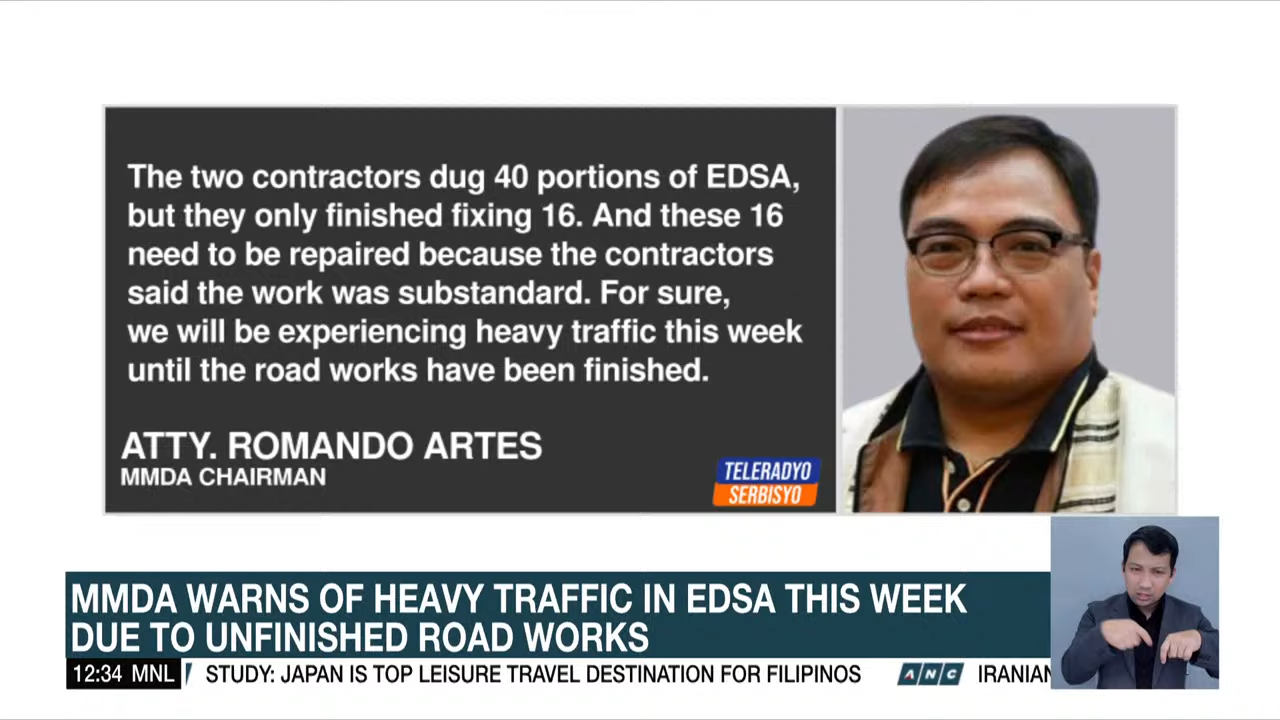 The two contractors dug 40 portions of EDSA,
but they only finished fixing 16. And these 16
need to be repaired because the contractors
said the work was substandard. For sure,
we will be experiencing heavy traffic this week
until the road works have been finished.
ATTY. ROMANDO ARTES
MMDA CHAIRMAN
TELERADYO
SERBISYO
MMDA WARNS OF HEAVY TRAFFIC IN EDSA THIS WEEK
DUE TO UNFINISHED ROAD WORKS
12:34 MNL STUDY: JAPAN IS TOP LEISURE TRAVEL DESTINATION FOR FILIPINOS ANC IRANIAN